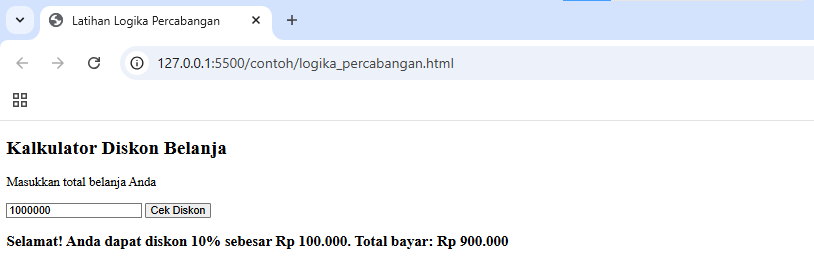 Latihan Logika Percabangan
127.0.0.1:5500/contoh/logika_percabangan.html
Kalkulator Diskon Belanja
Masukkan total belanja Anda
1000000 Cek Diskon
Selamat! Anda dapat diskon 10% sebesar Rp 100.000. Total bayar: Rp 900.000